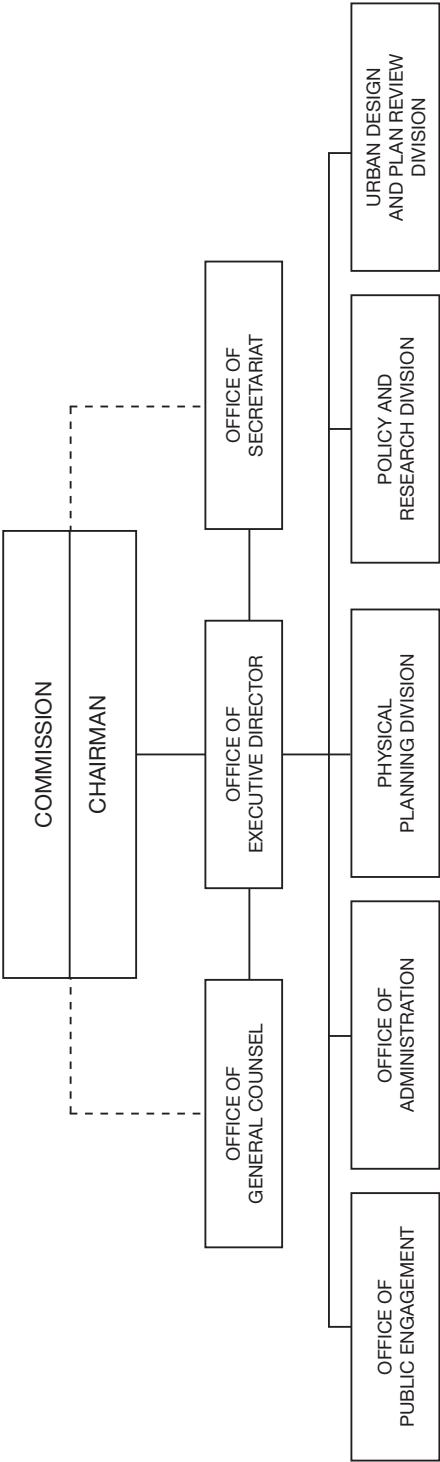 COMMISSION
CHAIRMAN
OFFICE OF
GENERAL COUNSEL
OFFICE OF
EXECUTIVE DIRECTOR
OFFICE OF
SECRETARIAT
OFFICE OF
PUBLIC ENGAGEMENT
OFFICE OF
ADMINISTRATION
PHYSICAL
PLANNING DIVISION
POLICY AND
RESEARCH DIVISION
URBAN DESIGN
AND PLAN REVIEW
DIVISION